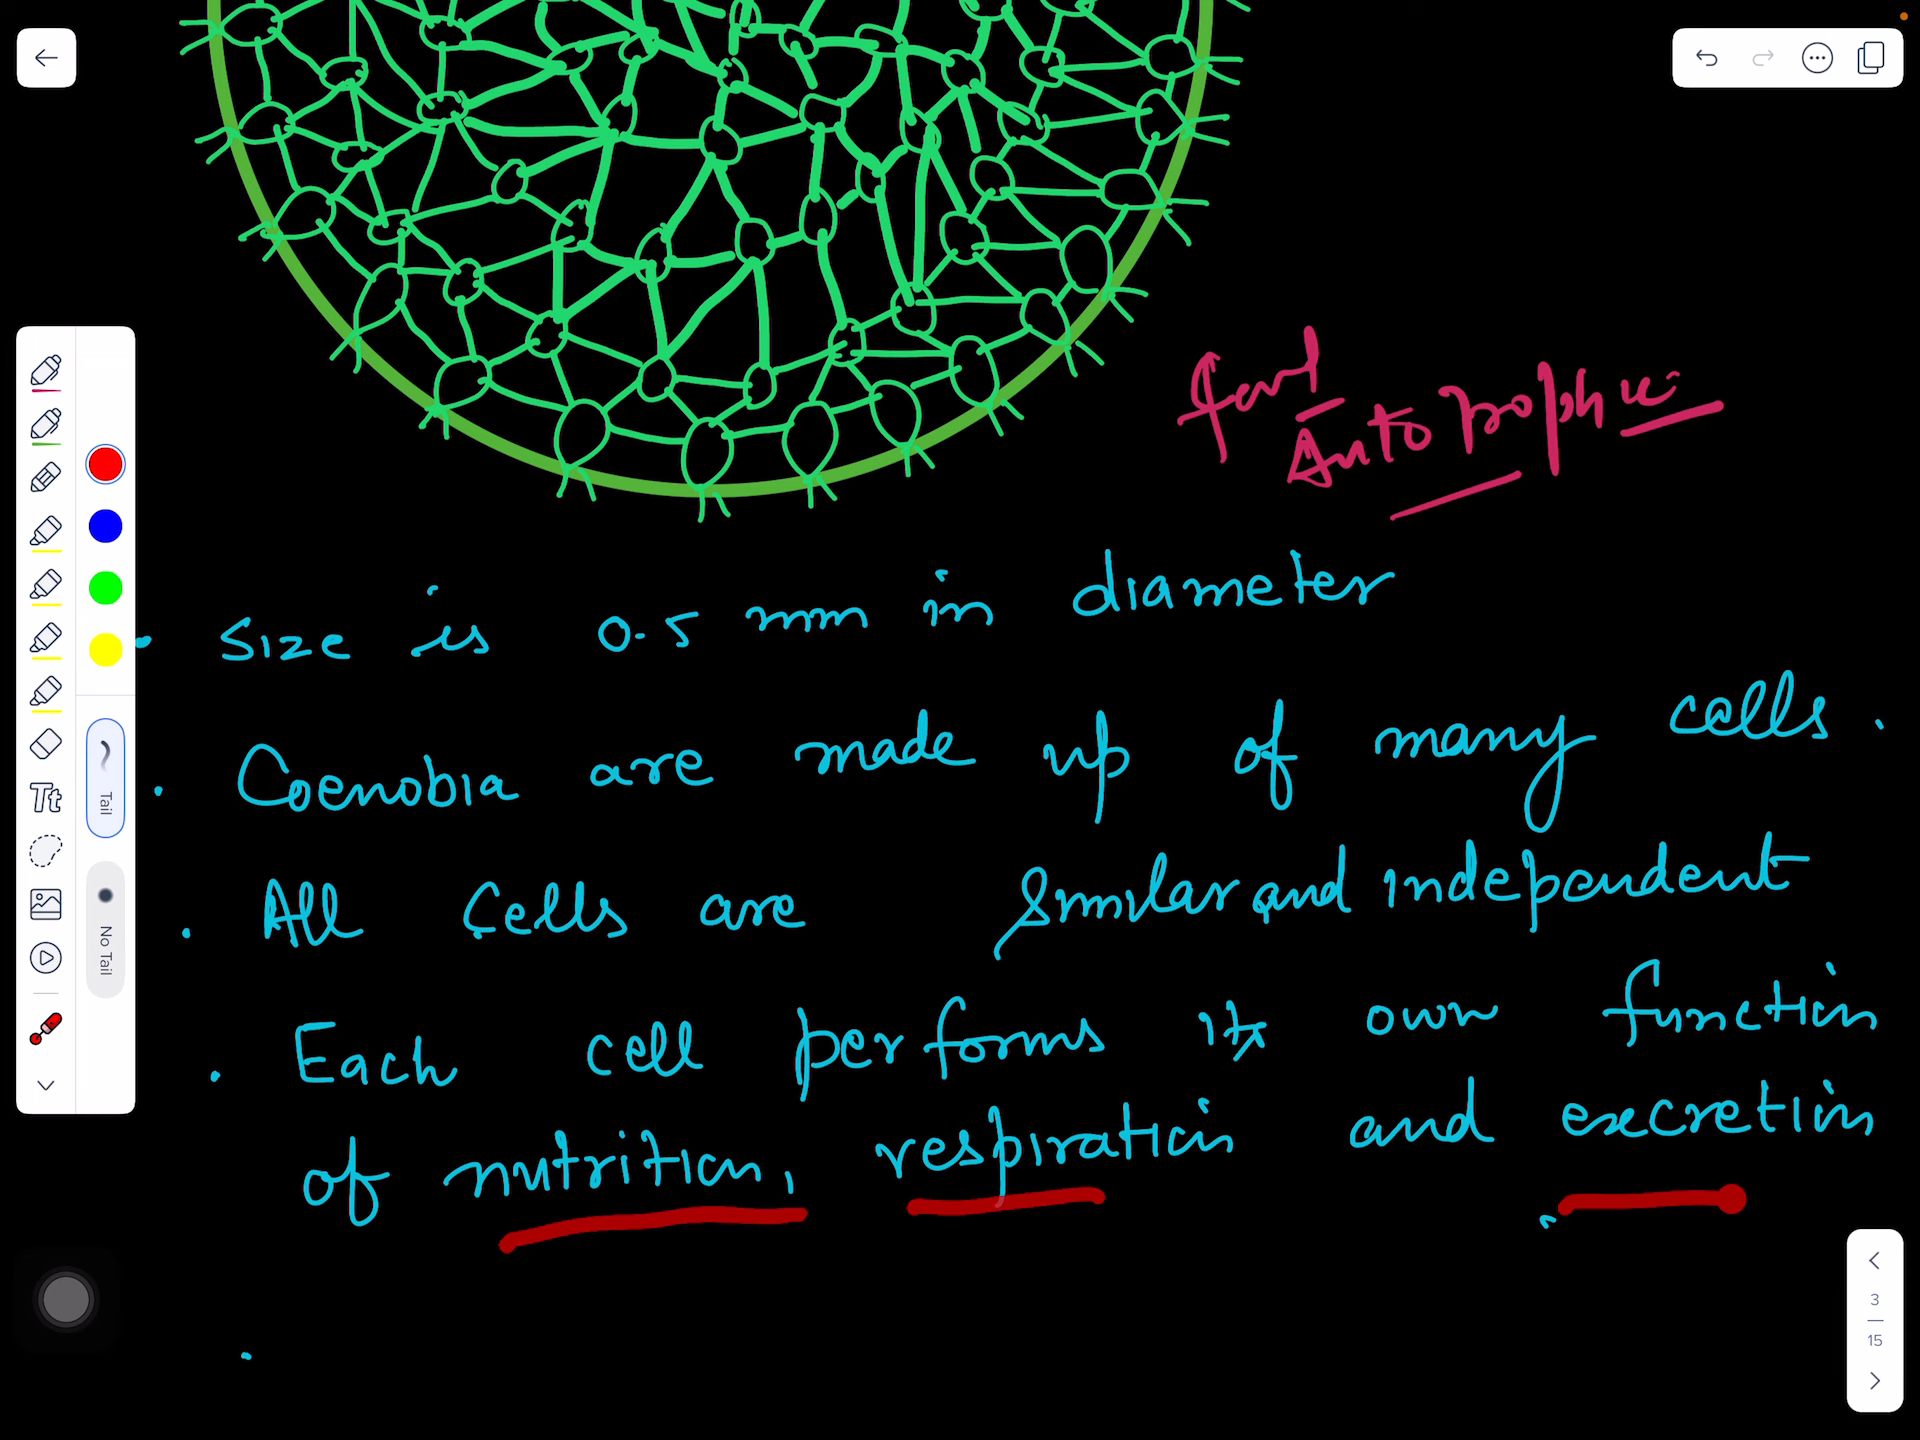 Autotrophic
• Size is 0.5 mm in diameter
• Coenobia are made up of many cells.
• All cells are similar and independent
• Each cell performs its own function
of nutrition, respiration and excretion
Tt
Tail
No Tail
3
15